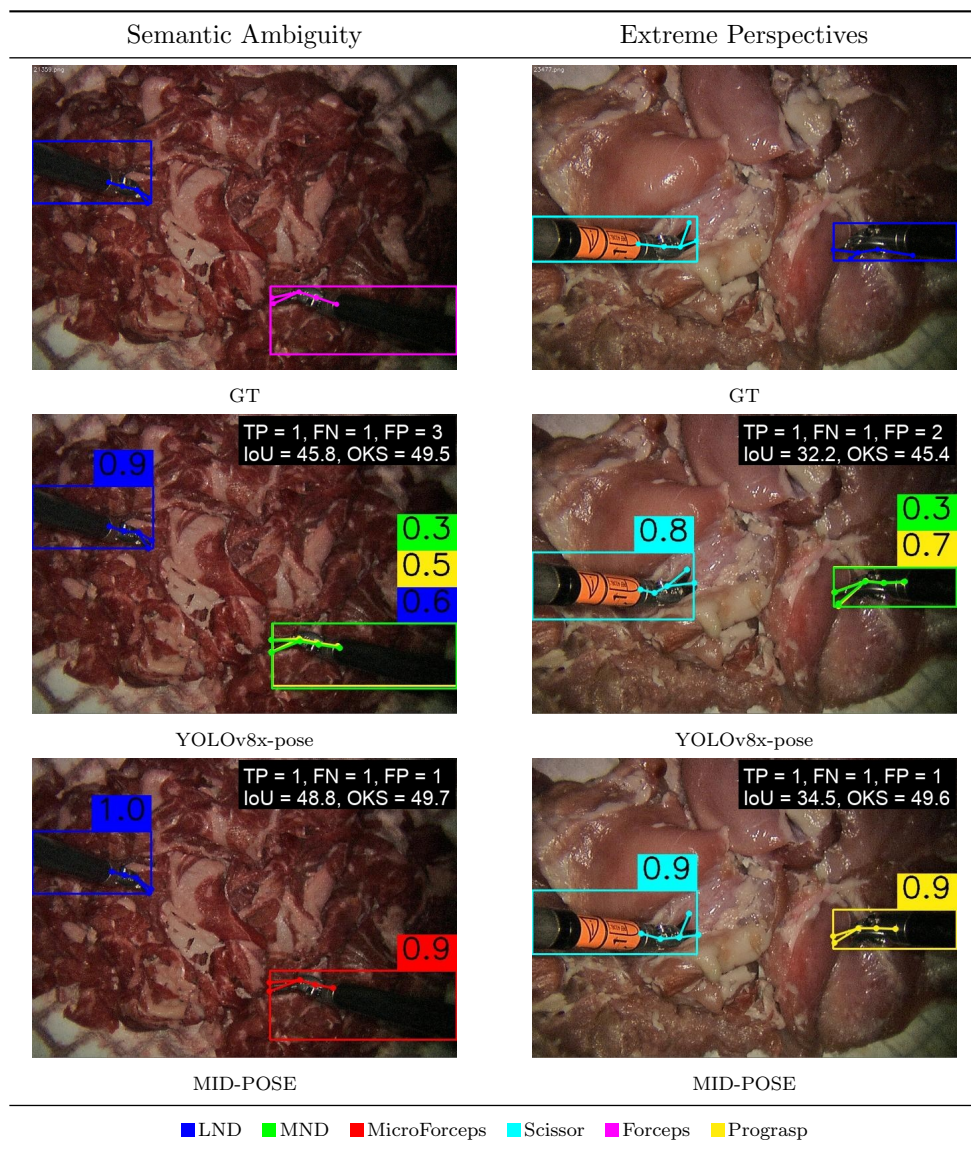 Semantic Ambiguity
Extreme Perspectives
21359.png
23477.png
GT
GT
TP = 1, FN = 1, FP = 3
IoU = 45.8, OKS = 49.5
0.9
0.3
0.5
0.6
TP = 1, FN = 1, FP = 2
IoU = 32.2, OKS = 45.4
0.8
0.3
0.7
YOLOv8x-pose
YOLOv8x-pose
TP = 1, FN = 1, FP = 1
IoU = 48.8, OKS = 49.7
1.0
0.9
TP = 1, FN = 1, FP = 1
IoU = 34.5, OKS = 49.6
0.9
0.9
MID-POSE
MID-POSE
LND MND MicroForceps Scissor Forceps Prograsp